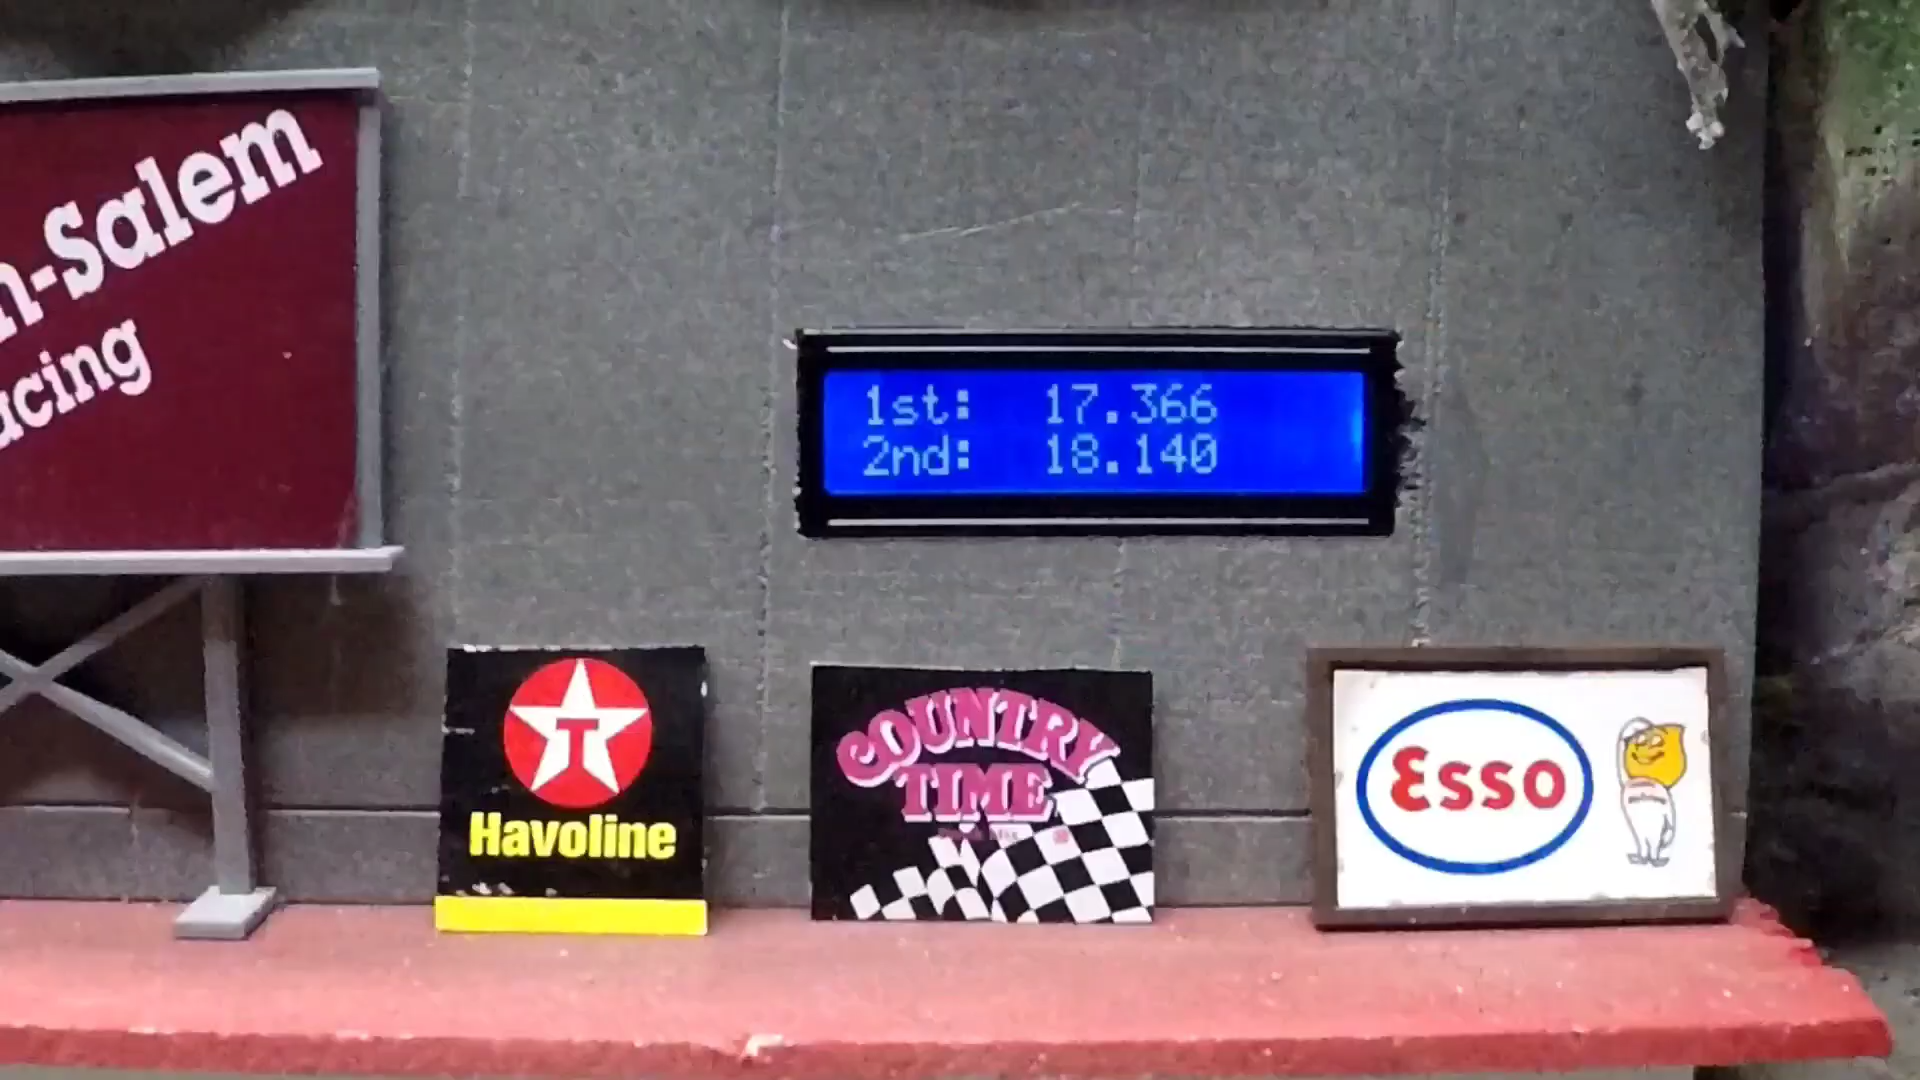 n-Salem
acing
1st: 17.366
2nd: 18.140
T
Havoline
COUNTRY
TIME
Esso